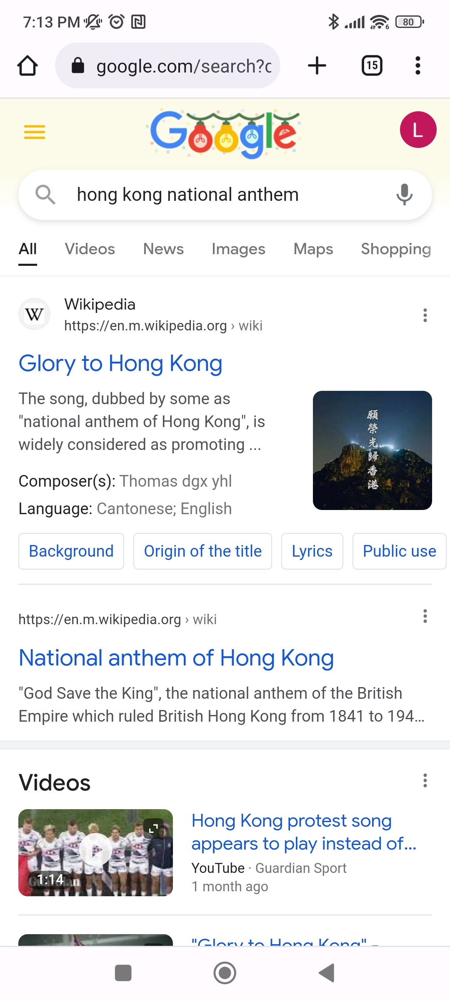 7:13 PM
80
google.com/search?c
15
Google
L
hong kong national anthem
All Videos News Images Maps Shopping
W
Wikipedia
https://en.m.wikipedia.org › wiki
Glory to Hong Kong
The song, dubbed by some as
"national anthem of Hong Kong", is
widely considered as promoting ...
願榮光歸香港
Composer(s): Thomas dgx yhl
Language: Cantonese; English
Background
Origin of the title
Lyrics
Public use
https://en.m.wikipedia.org › wiki
National anthem of Hong Kong
"God Save the King", the national anthem of the British
Empire which ruled British Hong Kong from 1841 to 194...
Videos
1:14
Hong Kong protest song
appears to play instead of...
YouTube · Guardian Sport
1 month ago
"Glory to Hong Kong" -